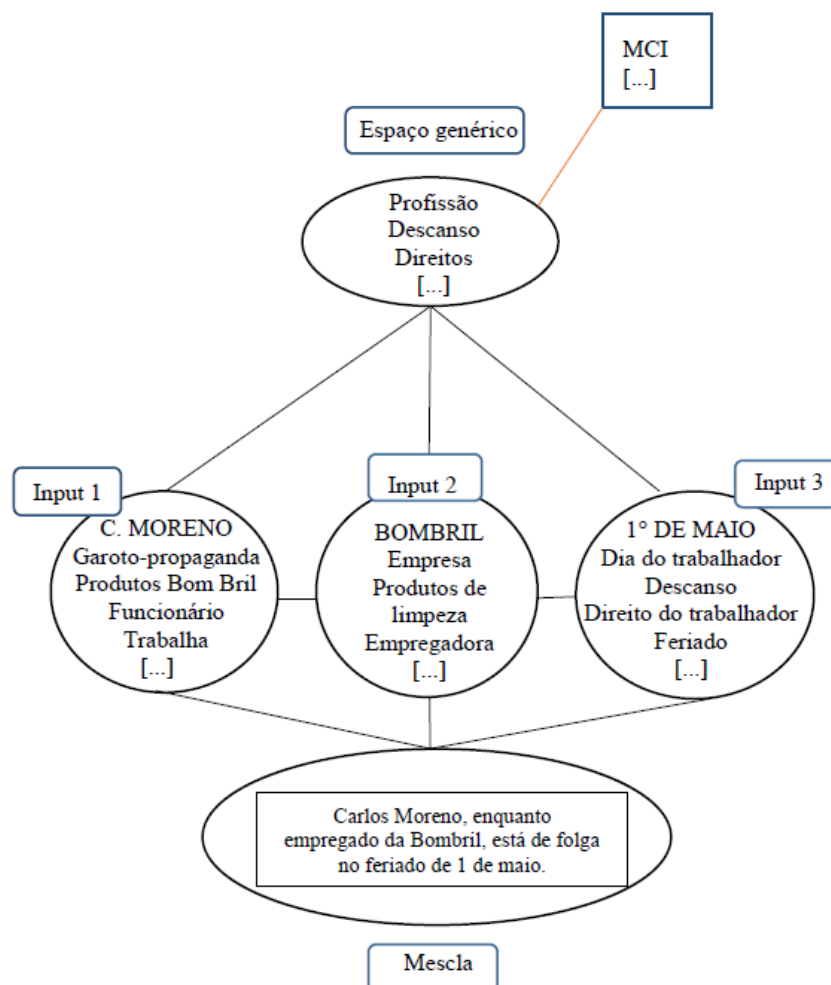 MCI
[...]
Espaço genérico
Profissão
Descanso
Direitos
[...]
Input 1
C. MORENO
Garoto-propaganda
Produtos Bom Bril
Funcionário
Trabalha
[...]
Input 2
BOMBRIL
Empresa
Produtos de
limpeza
Empregadora
[...]
Input 3
1° DE MAIO
Dia do trabalhador
Descanso
Direito do trabalhador
Feriado
[...]
Carlos Moreno, enquanto
empregado da Bombril, está de folga
no feriado de 1 de maio.
Mescla